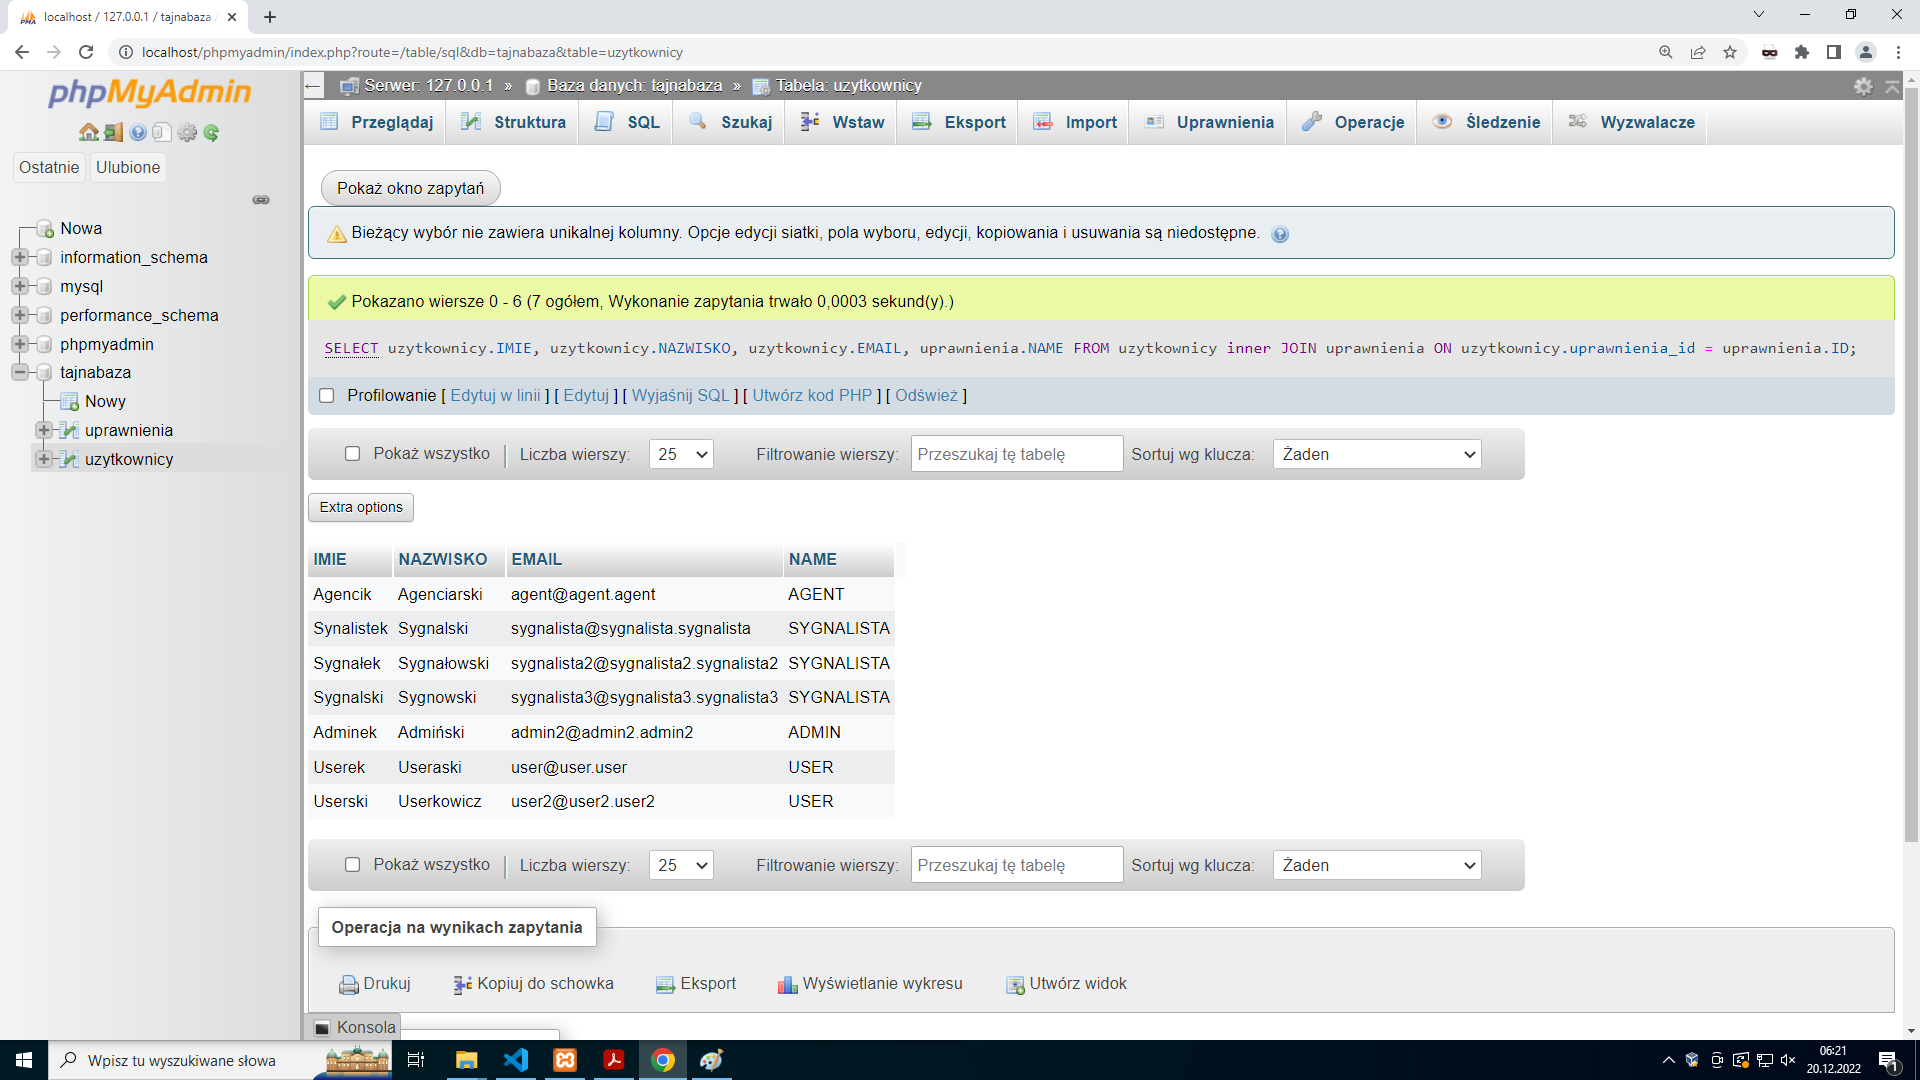 localhost / 127.0.0.1 / tajnabaza
localhost/phpmyadmin/index.php?route=/table/sql&db=tajnabaza&table=uzytkownicy
phpMyAdmin
Ostatnie
Ulubione
Nowa
information_schema
mysql
performance_schema
phpmyadmin
tajnabaza
Nowy
uprawnienia
uzytkownicy
Serwer: 127.0.0.1 » Baza danych: tajnabaza » Tabela: uzytkownicy
Przeglądaj Struktura SQL Szukaj Wstaw Eksport Import Uprawnienia Operacje Śledzenie Wyzwalacze
Pokaż okno zapytań
Bieżący wybór nie zawiera unikalnej kolumny. Opcje edycji siatki, pola wyboru, edycji, kopiowania i usuwania są niedostępne.
Pokazano wiersze 0 - 6 (7 ogółem, Wykonanie zapytania trwało 0,0003 sekund(y).)
SELECT uzytkownicy.IMIE, uzytkownicy.NAZWISKO, uzytkownicy.EMAIL, uprawnienia.NAME FROM uzytkownicy inner JOIN uprawnienia ON uzytkownicy.uprawnienia_id = uprawnienia.ID;
Profilowanie [ Edytuj w linii ] [ Edytuj ] [ Wyjaśnij SQL ] [ Utwórz kod PHP ] [ Odśwież ]
Pokaż wszystko | Liczba wierszy: 25 Filtrowanie wierszy: Przeszukaj tę tabelę Sortuj wg klucza: Żaden
Extra options
IMIE NAZWISKO EMAIL NAME
Agencik Agenciarski agent@agent.agent AGENT
Synalistek Sygnalski sygnalista@sygnalista.sygnalista SYGNALISTA
Sygnałek Sygnałowski sygnalista2@sygnalista2.sygnalista2 SYGNALISTA
Sygnalski Sygnowski sygnalista3@sygnalista3.sygnalista3 SYGNALISTA
Adminek Admiński admin2@admin2.admin2 ADMIN
Userek Useraski user@user.user USER
Userski Userkowicz user2@user2.user2 USER
Pokaż wszystko | Liczba wierszy: 25 Filtrowanie wierszy: Przeszukaj tę tabelę Sortuj wg klucza: Żaden
Operacja na wynikach zapytania
Drukuj Kopiuj do schowka Eksport Wyświetlanie wykresu Utwórz widok
Konsola
Wpisz tu wyszukiwane słowa
06:21
20.12.2022
1